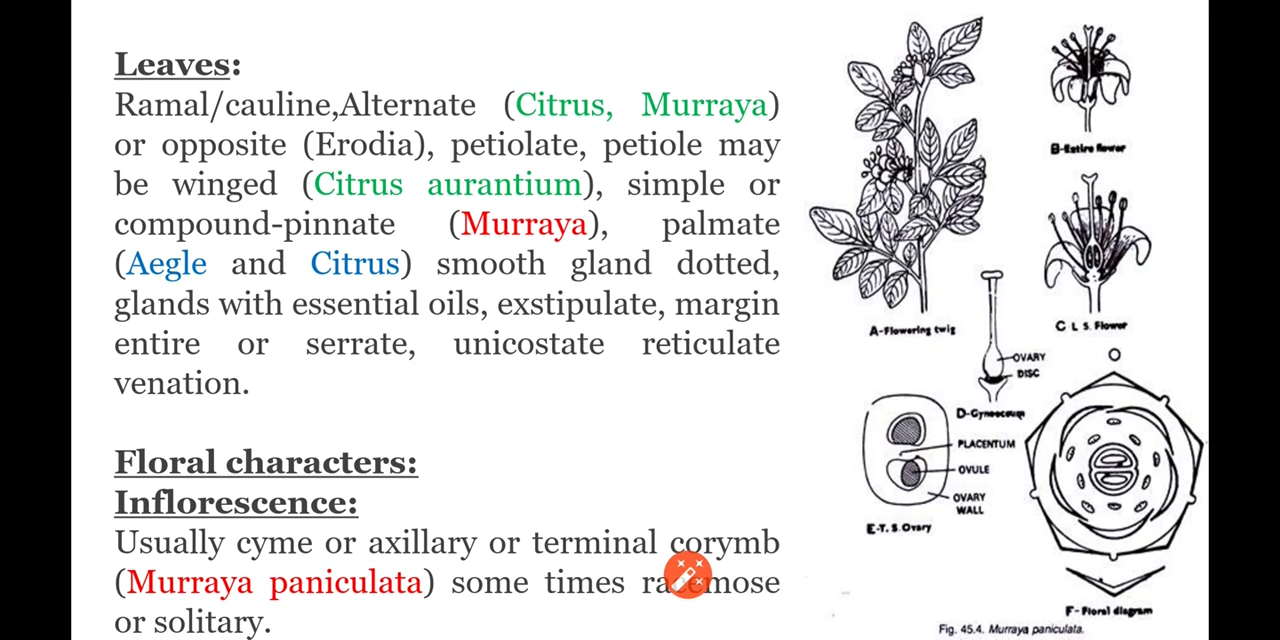 Leaves:
Ramal/cauline,Alternate (Citrus, Murraya)
or opposite (Erodia), petiolate, petiole may
be winged (Citrus aurantium), simple or
compound-pinnate (Murraya), palmate
(Aegle and Citrus) smooth gland dotted,
glands with essential oils, exstipulate, margin
entire or serrate, unicostate reticulate
venation.
Floral characters:
Inflorescence:
Usually cyme or axillary or terminal corymb
(Murraya paniculata) some times racemose
or solitary.
A-Flowering twig
B-Entire flower
C L S. Flower
OVARY
DISC
D-Gynoecium
PLACENTUM
OVULE
OVARY
WALL
E-T. S. Ovary
F-Floral diagram
Fig. 45.4. Murraya paniculata.